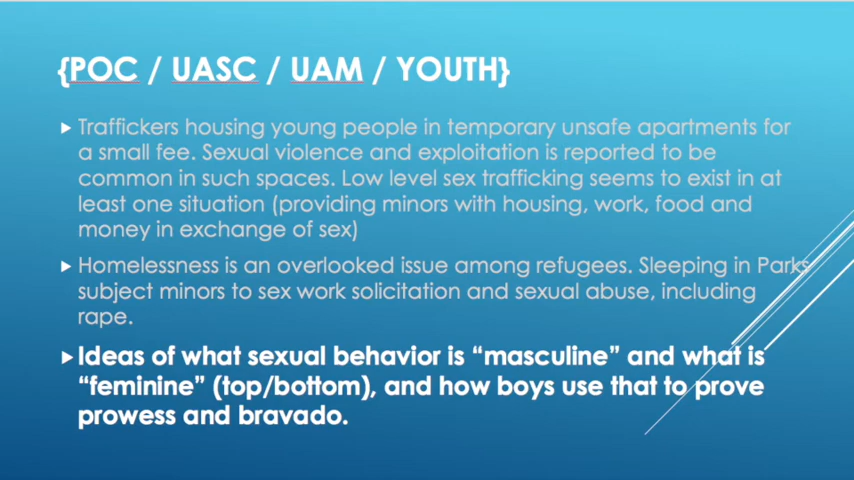 {POC / UASC / UAM / YOUTH}
Traffickers housing young people in temporary unsafe apartments for
a small fee. Sexual violence and exploitation is reported to be
common in such spaces. Low level sex trafficking seems to exist in at
least one situation (providing minors with housing, work, food and
money in exchange of sex)
Homelessness is an overlooked issue among refugees. Sleeping in Parks
subject minors to sex work solicitation and sexual abuse, including
rape.
Ideas of what sexual behavior is “masculine” and what is
“feminine” (top/bottom), and how boys use that to prove
prowess and bravado.